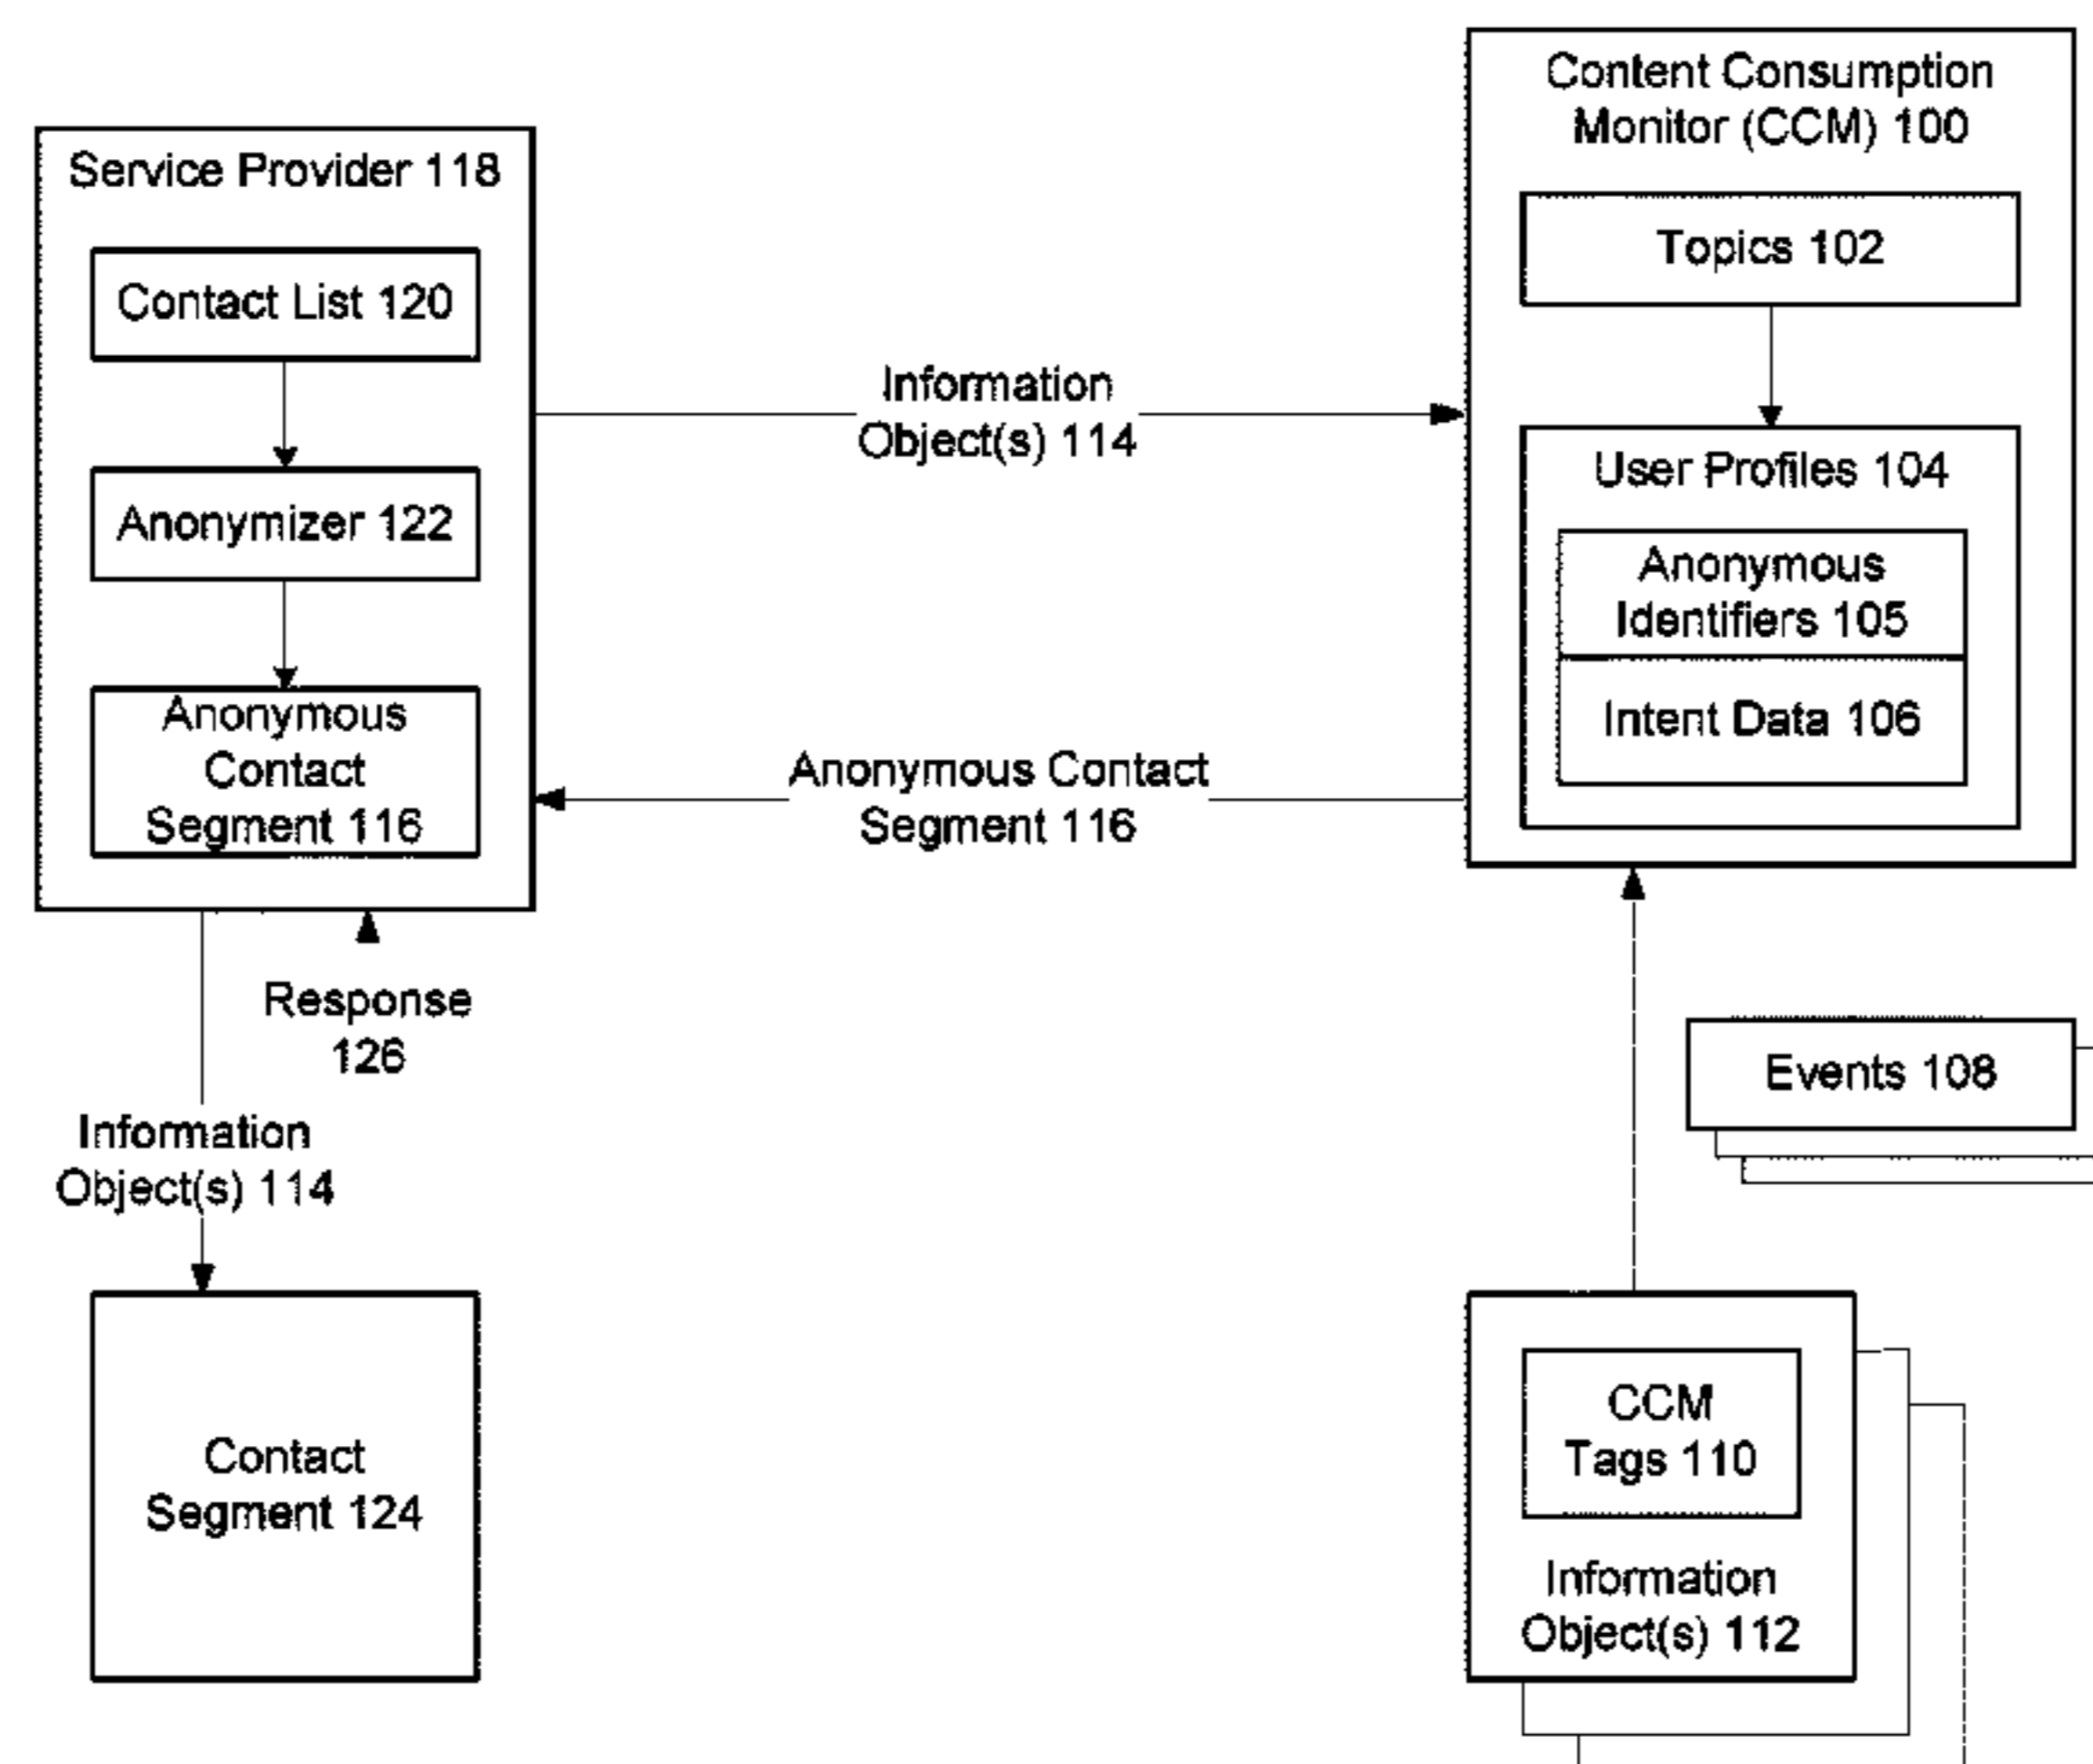 Content Consumption
Monitor (CCM) 100
Service Provider 118
Topics 102
Contact List 120
Information
Object(s) 114
User Profiles 104
Anonymizer 122
Anonymous
Identifiers 105
Anonymous
Contact
Segment 116
Intent Data 106
Anonymous Contact
Segment 116
Response
126
Events 108
Information
Object(s) 114
CCM
Tags 110
Contact
Segment 124
Information
Object(s) 112